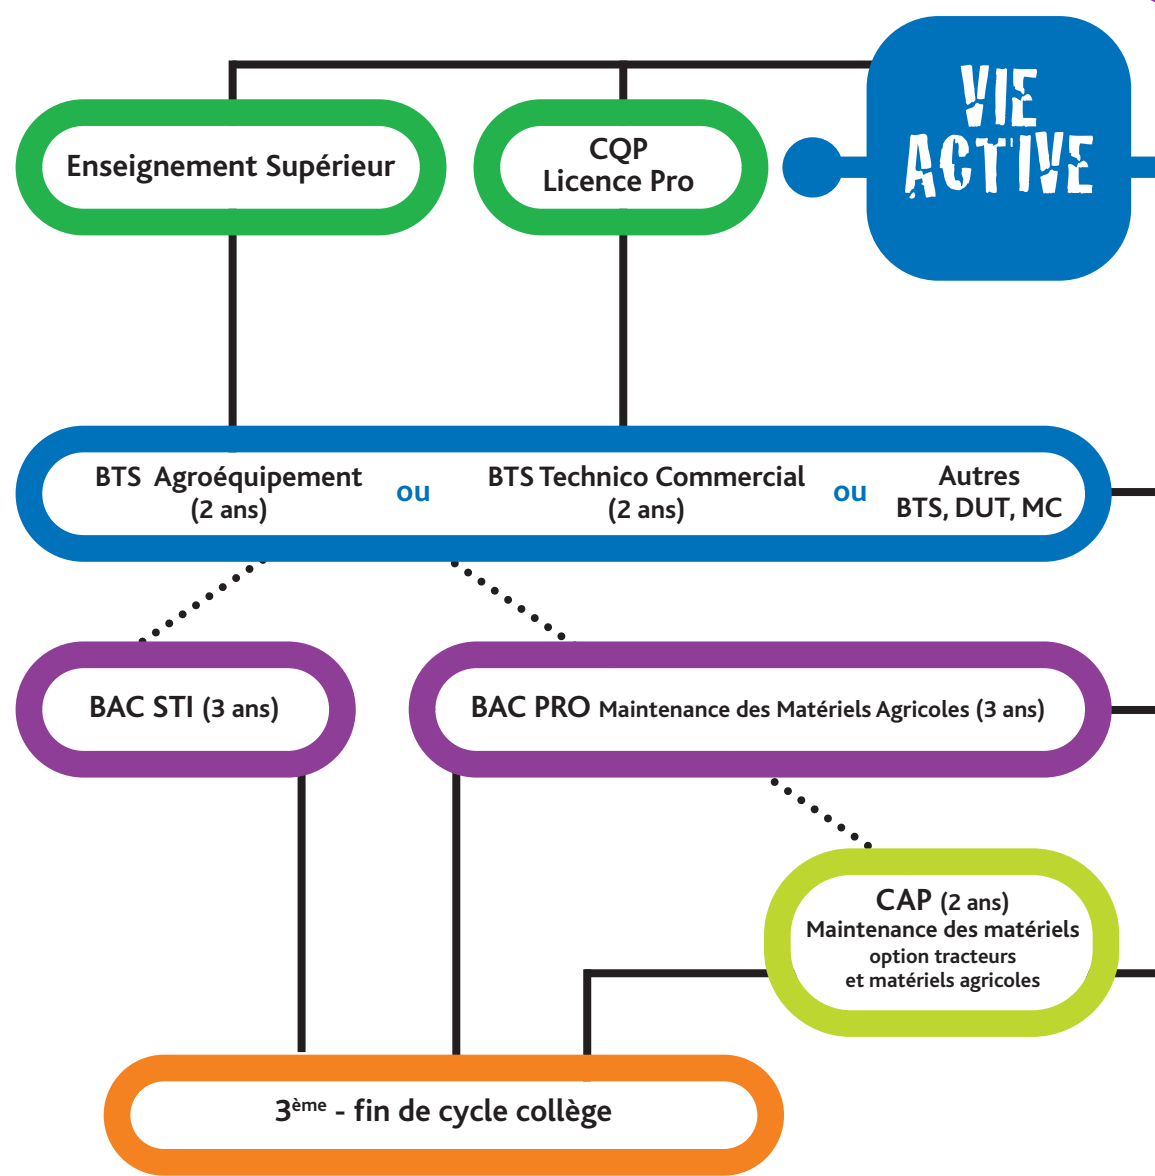 VIE
ACTIVE
Enseignement Supérieur
CQP
Licence Pro
BTS Agroéquipement
(2 ans)
ou
BTS Technico Commercial
(2 ans)
ou
Autres
BTS, DUT, MC
BAC STI (3 ans)
BAC PRO Maintenance des Matériels Agricoles (3 ans)
CAP (2 ans)
Maintenance des matériels
option tracteurs
et matériels agricoles
3ème - fin de cycle collège